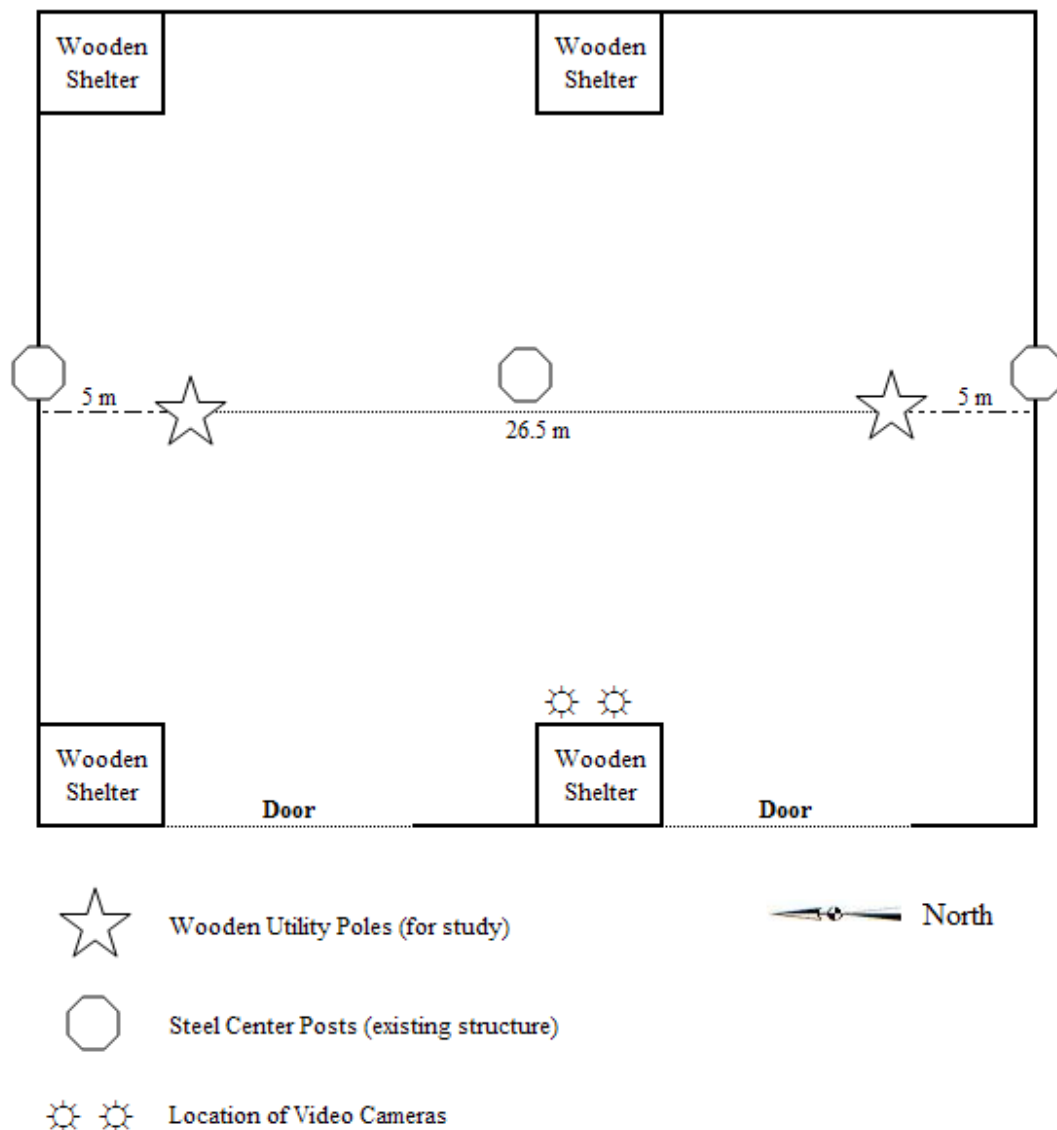 Wooden
Shelter
Wooden
Shelter
5 m
5 m
26.5 m
Wooden
Shelter
Wooden
Shelter
Door
Door
Wooden Utility Poles (for study)
North
Steel Center Posts (existing structure)
Location of Video Cameras